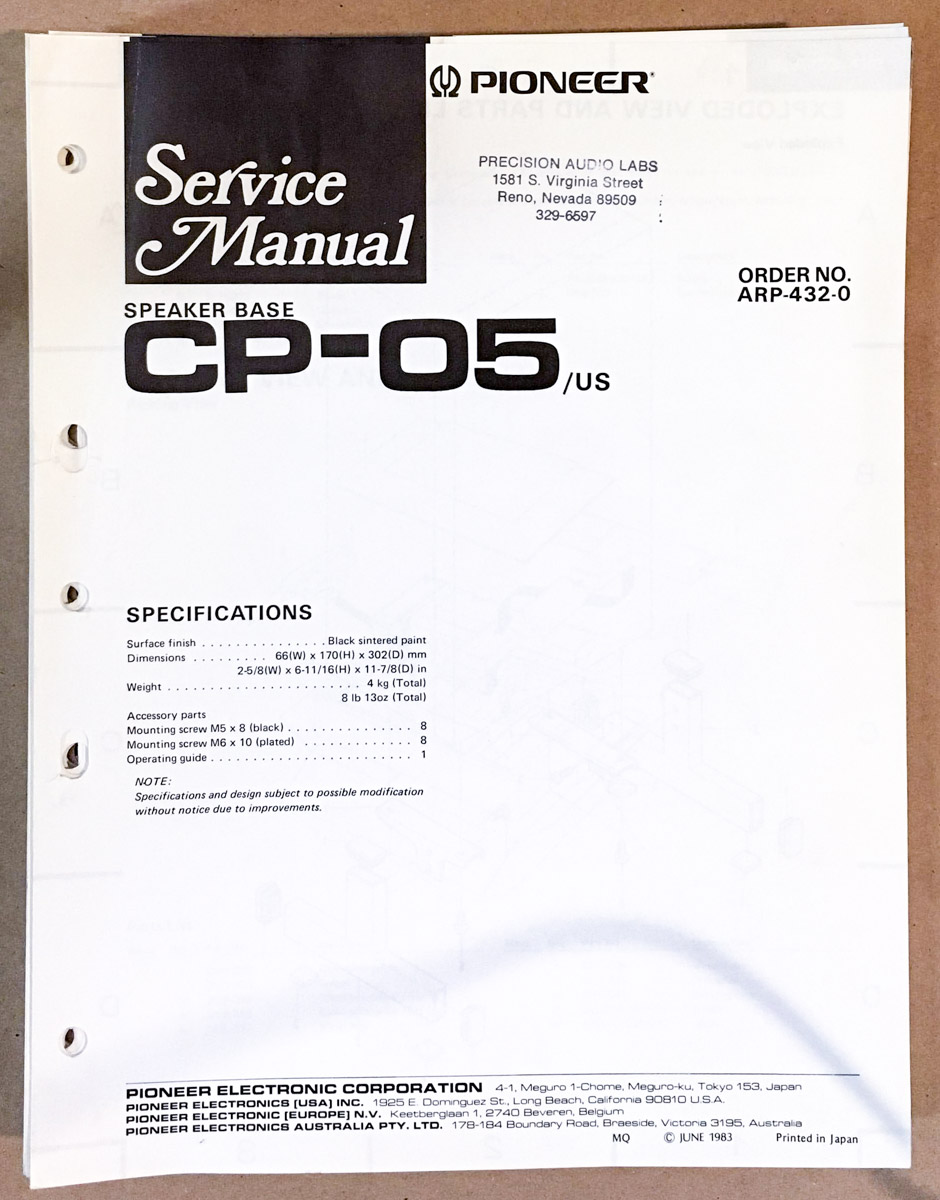 PIONEER®
Service
Manual
PRECISION AUDIO LABS
1581 S. Virginia Street
Reno, Nevada 89509
329-6597
ORDER NO.
ARP-432-0
SPEAKER BASE
CP-05/US
SPECIFICATIONS
Surface finish . . . . . . . . . . . . . . . Black sintered paint
Dimensions . . . . . . . . . 66(W) x 170(H) x 302(D) mm
2-5/8(W) x 6-11/16(H) x 11-7/8(D) in
Weight . . . . . . . . . . . . . . . . . . . . . . . 4 kg (Total)
8 lb 13oz (Total)
Accessory parts
Mounting screw M5 x 8 (black) . . . . . . . . . . . . . . . 8
Mounting screw M6 x 10 (plated) . . . . . . . . . . . . . 8
Operating guide . . . . . . . . . . . . . . . . . . . . . . . . 1
NOTE:
Specifications and design subject to possible modification
without notice due to improvements.
PIONEER ELECTRONIC CORPORATION 4-1, Meguro 1-Chome, Meguro-ku, Tokyo 153, Japan
PIONEER ELECTRONICS [USA] INC. 1925 E. Dominguez St., Long Beach, California 90810 U.S.A.
PIONEER ELECTRONIC [EUROPE] N.V. Keetberglaan 1, 2740 Beveren, Belgium
PIONEER ELECTRONICS AUSTRALIA PTY. LTD. 178-184 Boundary Road, Braeside, Victoria 3195, Australia
MQ © JUNE 1983 Printed in Japan